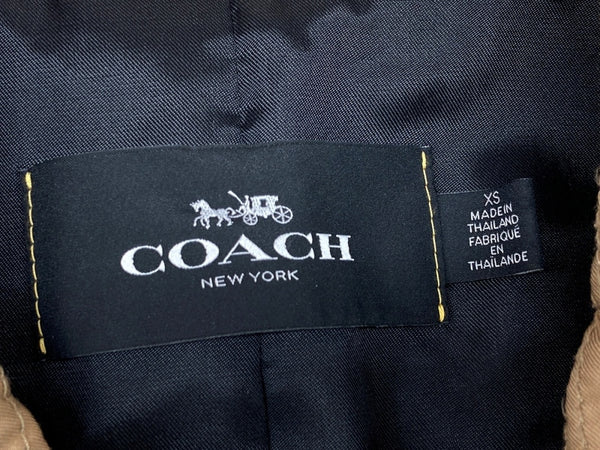 COACH
NEW YORK
XS
MADE IN
THAILAND
FABRIQUÉ
EN
THAÏLANDE